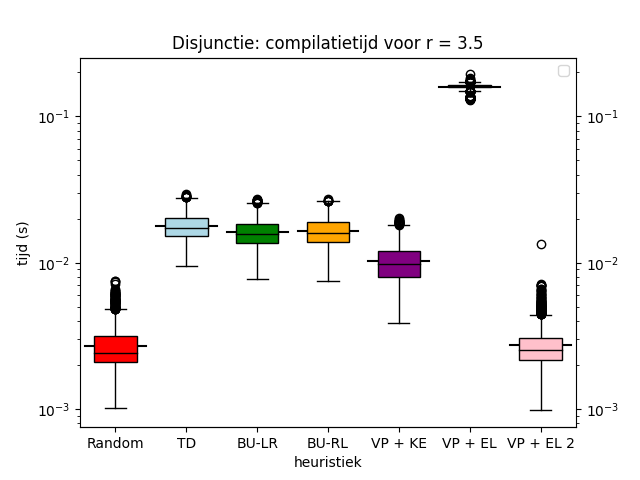 Disjunctie: compilatietijd voor r = 3.5
tijd (s)
10⁻¹
10⁻²
10⁻³
10⁻¹
10⁻²
10⁻³
Random TD BU-LR BU-RL VP + KE VP + EL VP + EL 2
heuristiek